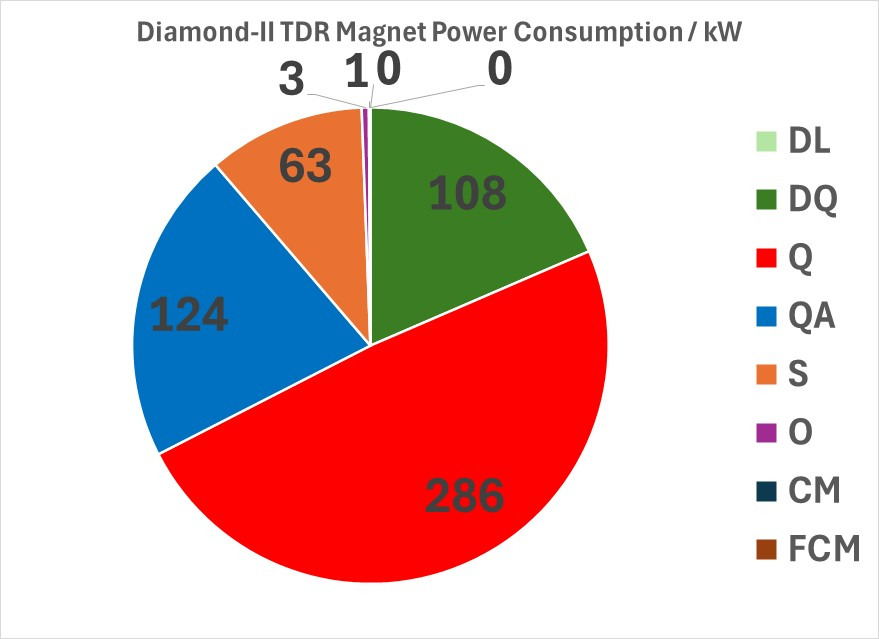 Diamond-II TDR Magnet Power Consumption / kW
3 1 0 0
63
108
124
286
DL
DQ
Q
QA
S
O
CM
FCM